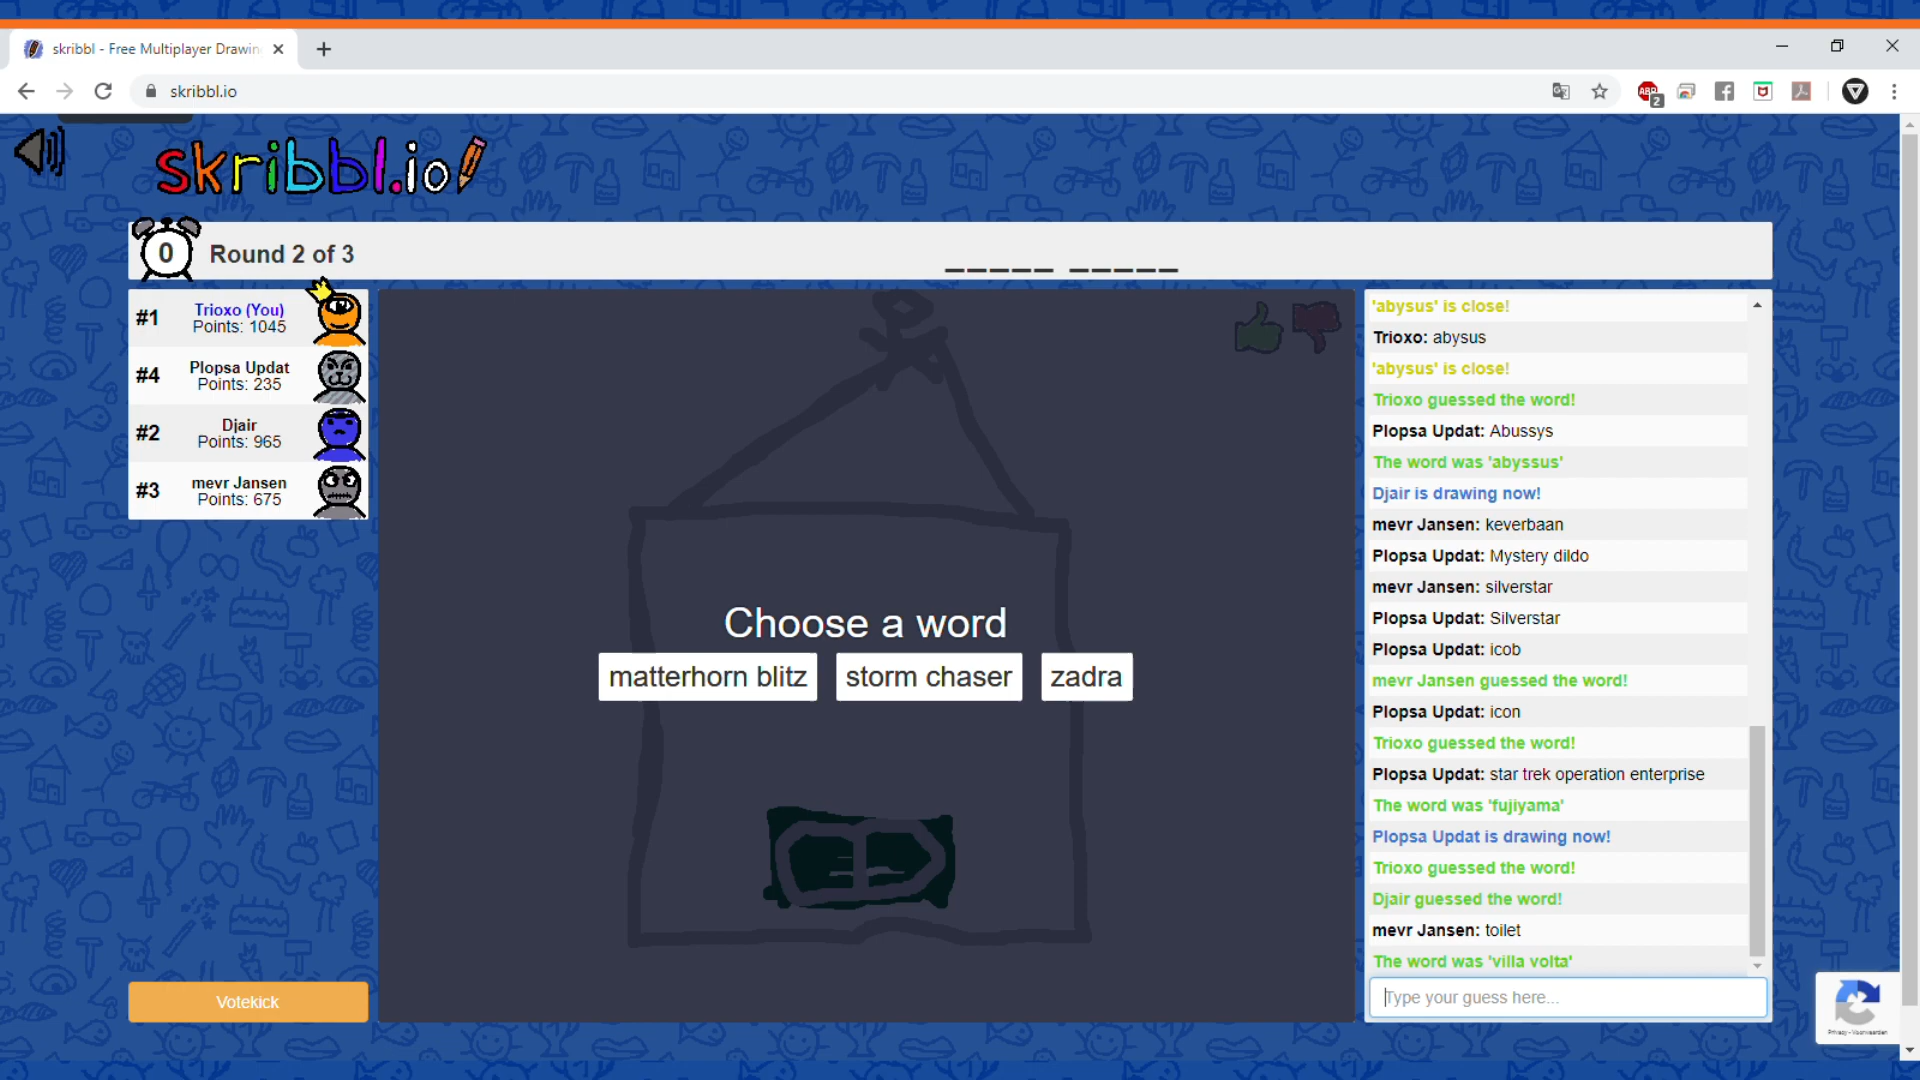 skribbl - Free Multiplayer Drawin
skribbl.io
ABP
2
skribbl.io
0
Round 2 of 3
_____ _____
#1
Trioxo (You)
Points: 1045
#4
Plopsa Updat
Points: 235
#2
Djair
Points: 965
#3
mevr Jansen
Points: 675
Votekick
Choose a word
matterhorn blitz
storm chaser
zadra
'abysus' is close!
Trioxo: abysus
'abysus' is close!
Trioxo guessed the word!
Plopsa Updat: Abussys
The word was 'abyssus'
Djair is drawing now!
mevr Jansen: keverbaan
Plopsa Updat: Mystery dildo
mevr Jansen: silverstar
Plopsa Updat: Silverstar
Plopsa Updat: icob
mevr Jansen guessed the word!
Plopsa Updat: icon
Trioxo guessed the word!
Plopsa Updat: star trek operation enterprise
The word was 'fujiyama'
Plopsa Updat is drawing now!
Trioxo guessed the word!
Djair guessed the word!
mevr Jansen: toilet
The word was 'villa volta'
Type your guess here...
Privacy - Voorwaarden